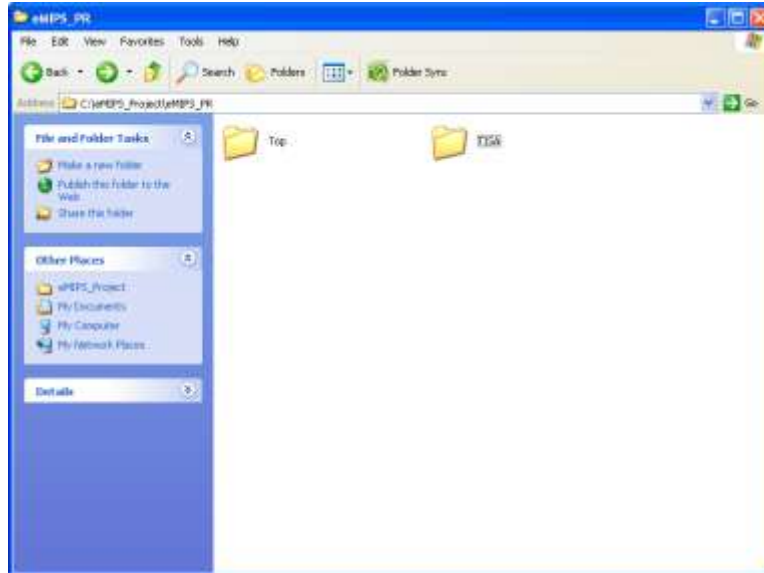 eMIPS_PR
File Edit View Favorites Tools Help
Back Search Folders Folder Sync
Address C:\eMIPS_Project\eMIPS_PR Go
File and Folder Tasks
Make a new folder
Publish this folder to the
Web
Share this folder
Other Places
eMIPS_Project
My Documents
My Computer
My Network Places
Details
Top
TISA